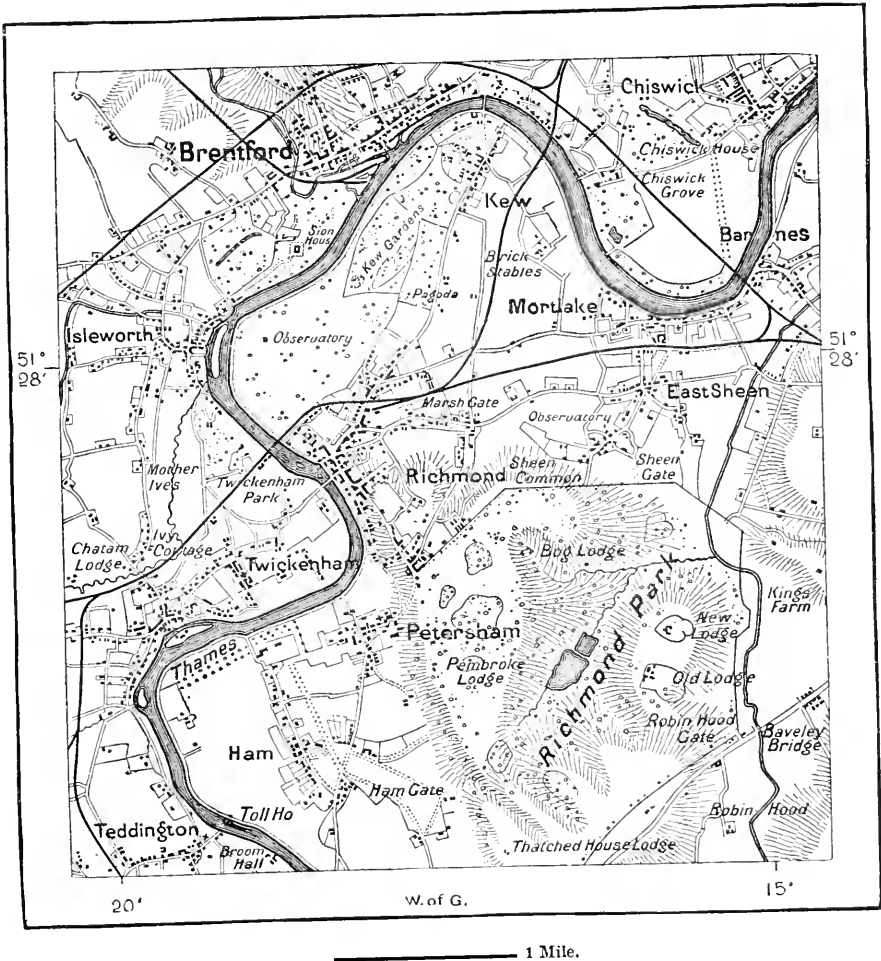 Chiswick
Brentford
Chiswick House
Chiswick
Grove
Kew
Sion
House
Kew Gardens
Barnes
Brick
Stables
Pagoda
Mortlake
Isleworth
Observatory
51°
28'
51°
28'
Marsh Gate
East Sheen
Observatory
Mother
Ives
Twickenham
Park
Richmond
Sheen
Common
Sheen
Gate
Ivy
Cottage
Chatam
Lodge
Bog Lodge
Twickenham
Kings
Farm
New
Lodge
Petersham
Pembroke
Lodge
Thames
Richmond Park
Old Lodge
Robin Hood
Gate
Baveley
Bridge
Ham
Ham Gate
Toll Ho
Robin Hood
Teddington
Broom
Hall
Thatched House Lodge
20'
W. of G.
15'
1 Mile.